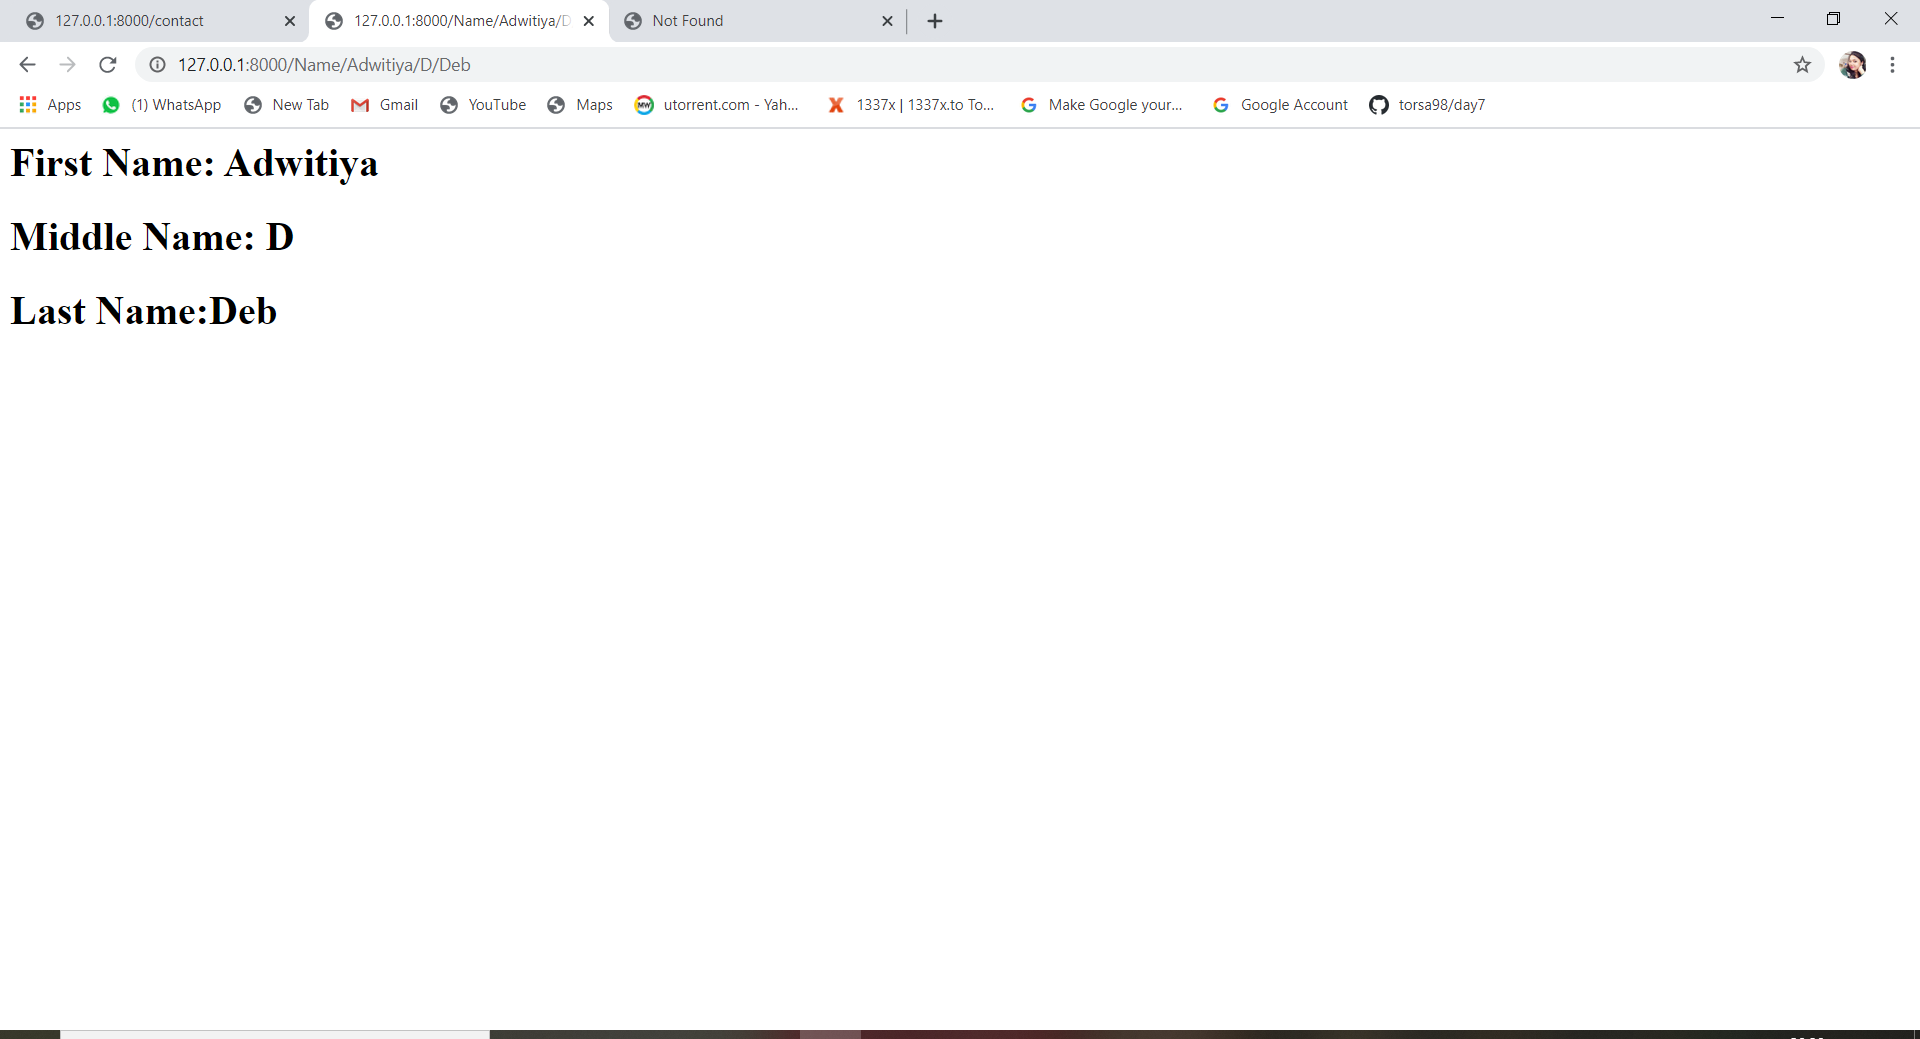 127.0.0.1:8000/contact
127.0.0.1:8000/Name/Adwitiya/D
Not Found
127.0.0.1:8000/Name/Adwitiya/D/Deb
Apps
(1) WhatsApp
New Tab
Gmail
YouTube
Maps
utorrent.com - Yah...
1337x | 1337x.to To...
Make Google your...
Google Account
torsa98/day7
First Name: Adwitiya
Middle Name: D
Last Name:Deb